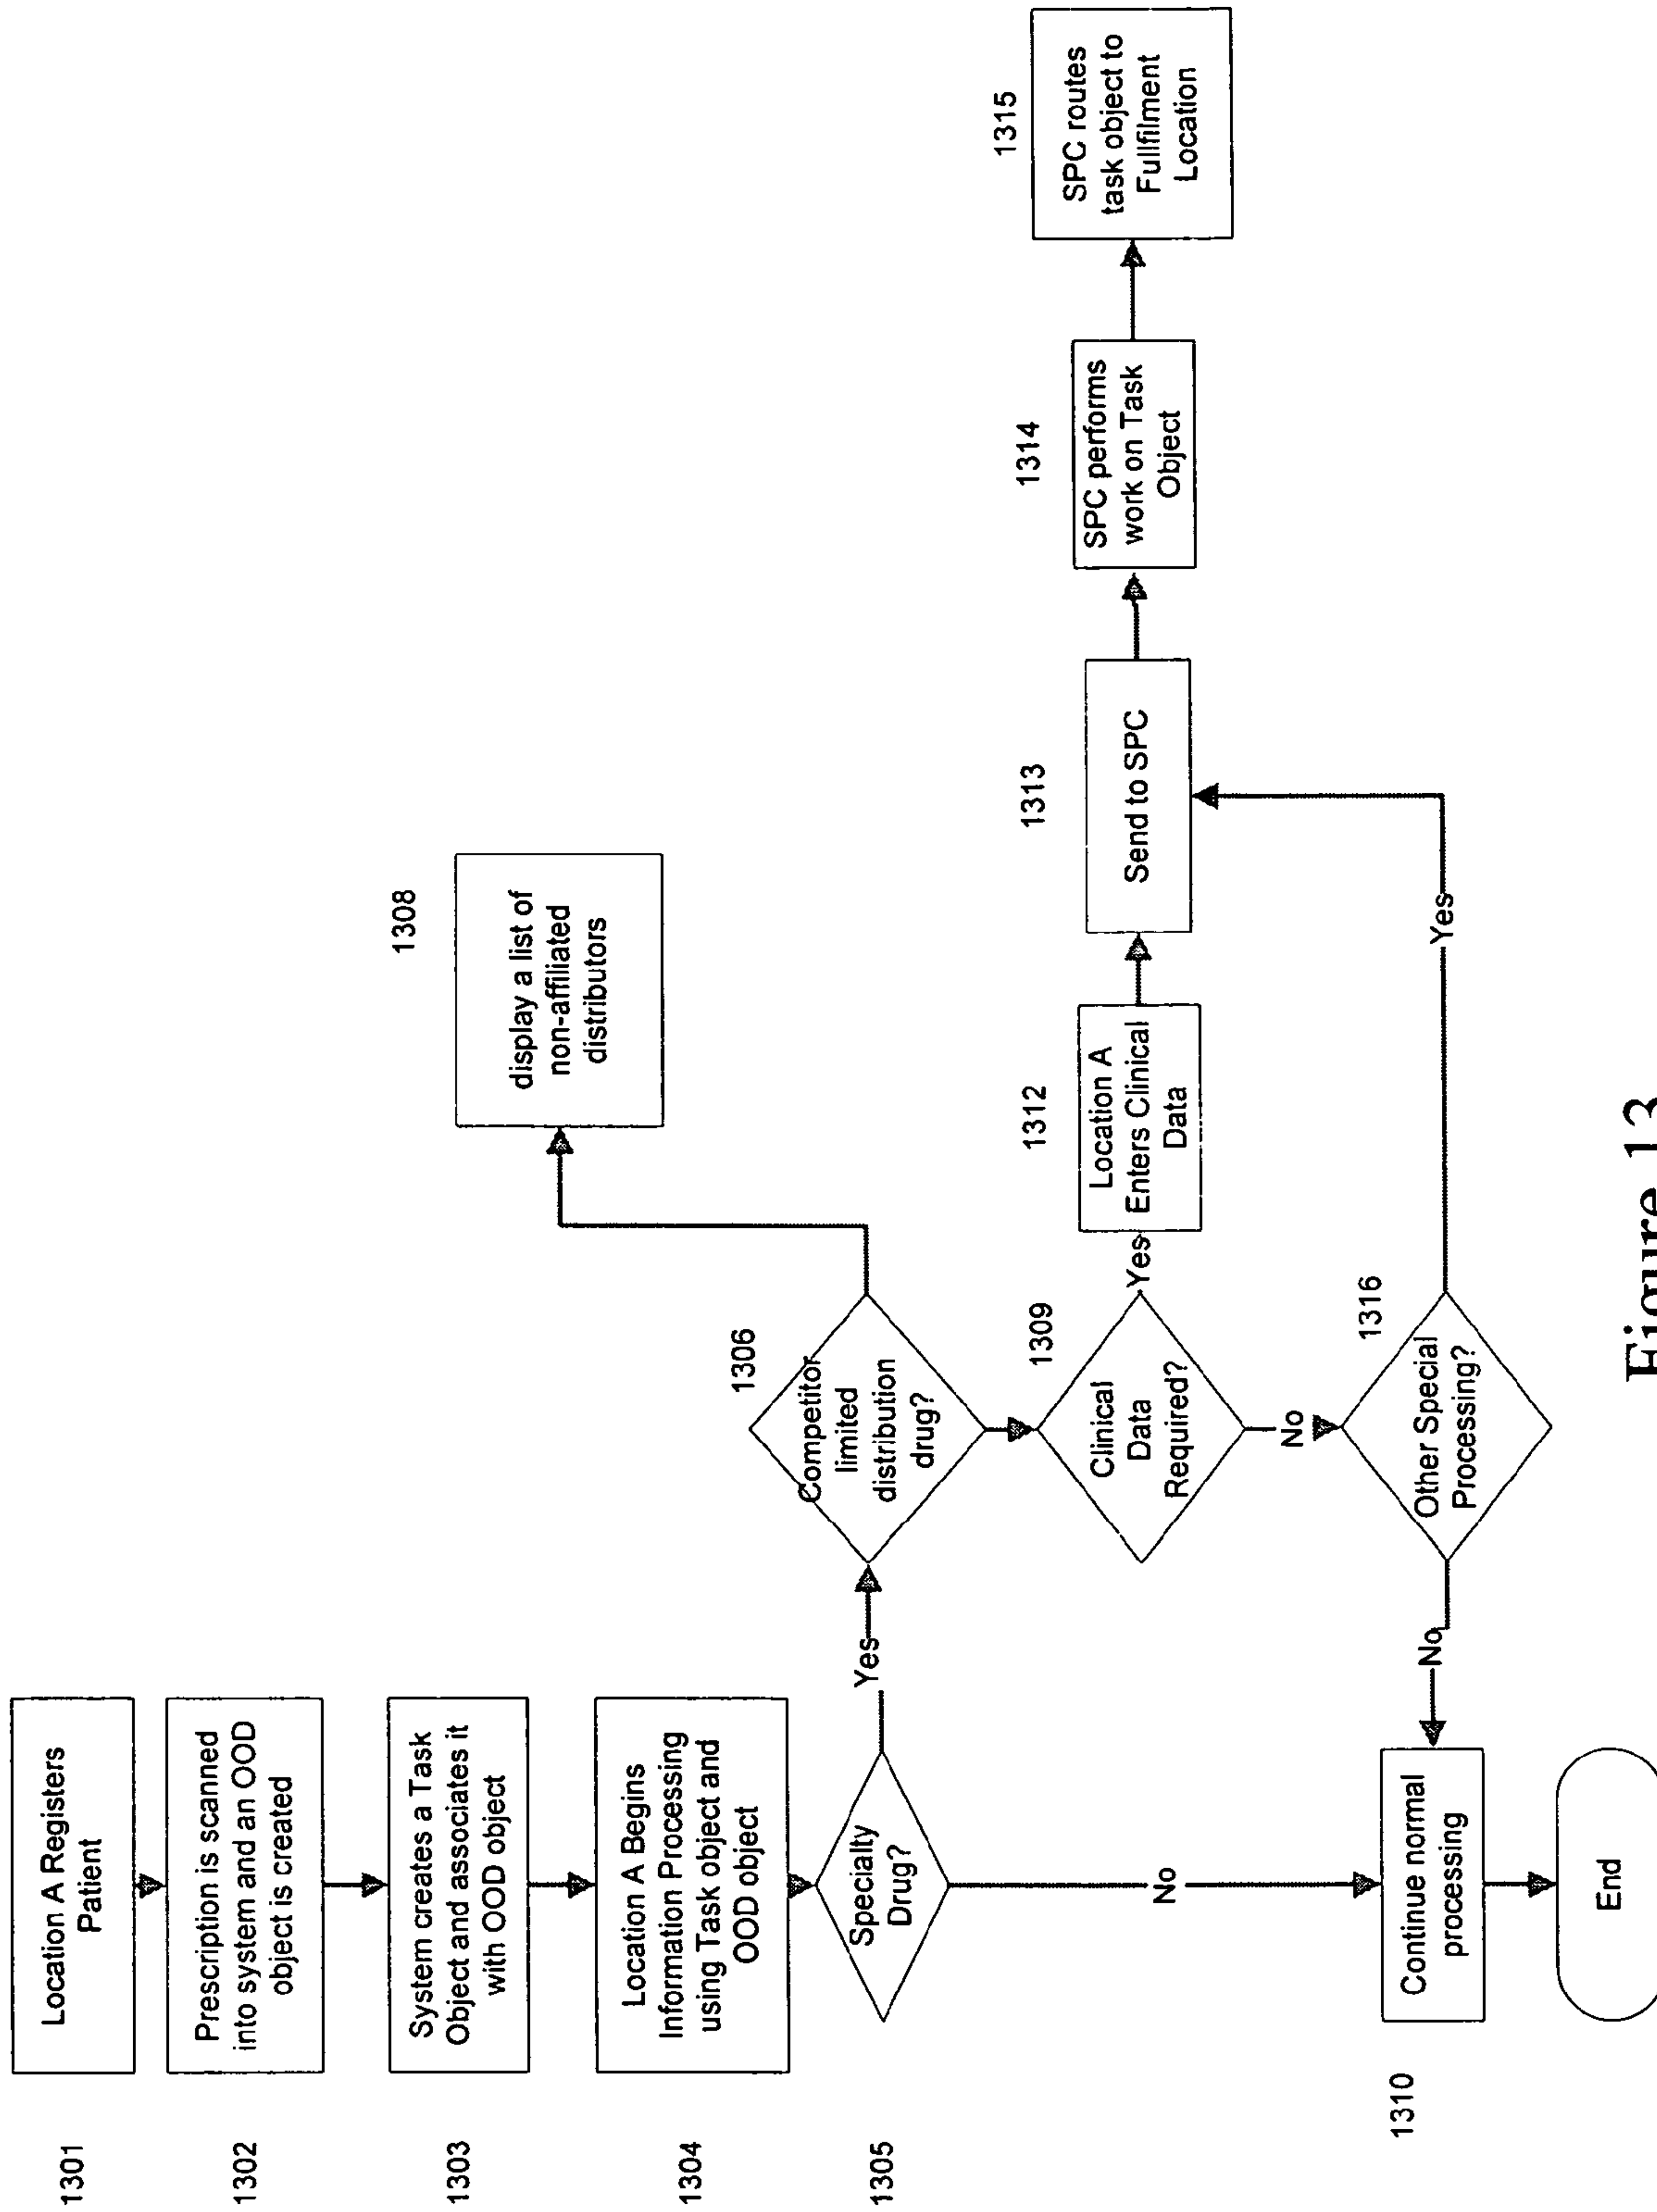 1301
Location A Registers
Patient
1302
Prescription is scanned
into system and an OOD
object is created
1303
System creates a Task
Object and associates it
with OOD object
1304
Location A Begins
Information Processing
using Task object and
OOD object
1305
Specialty
Drug?
Yes
No
1306
Competitor
limited
distribution
drug?
1308
display a list of
non-affiliated
distributors
1309
Clinical
Data
Required?
Yes
No
1312
Location A
Enters Clinical
Data
1313
Send to SPC
1314
SPC performs
work on Task
Object
1315
SPC routes
task object to
Fullfilment
Location
1316
Other Special
Processing?
Yes
No
1310
Continue normal
processing
End
Figure 13